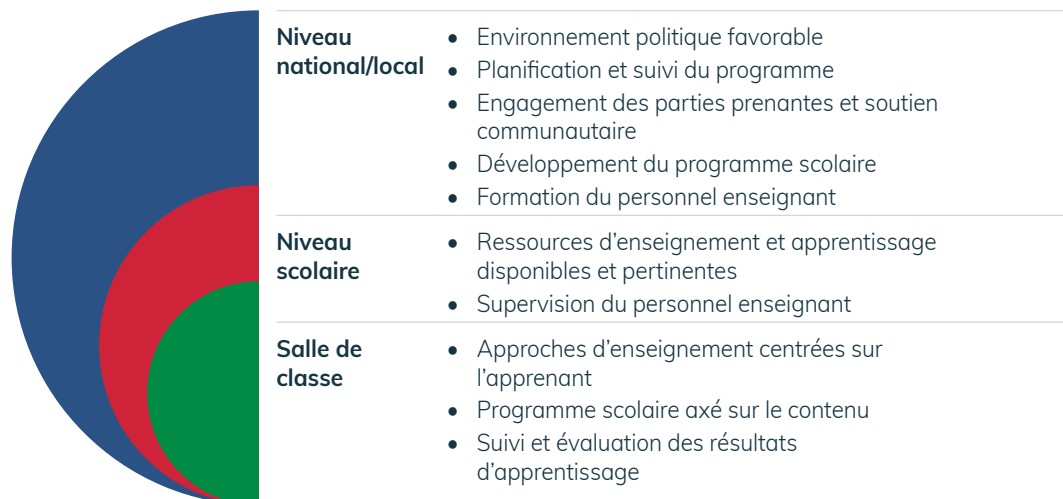 Niveau
national/local
• Environnement politique favorable
• Planification et suivi du programme
• Engagement des parties prenantes et soutien
communautaire
• Développement du programme scolaire
• Formation du personnel enseignant
Niveau
scolaire
• Ressources d’enseignement et apprentissage
disponibles et pertinentes
• Supervision du personnel enseignant
Salle de
classe
• Approches d’enseignement centrées sur
l’apprenant
• Programme scolaire axé sur le contenu
• Suivi et évaluation des résultats
d’apprentissage